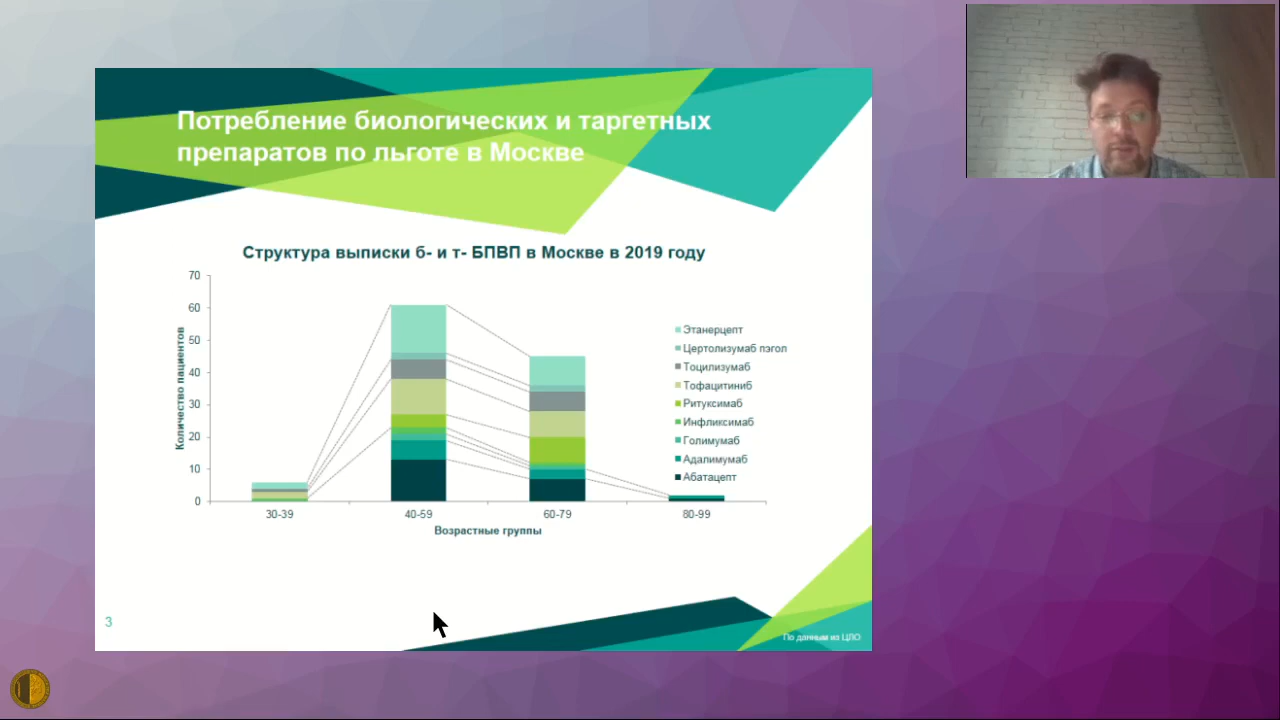 Потребление биологических и таргетных
препаратов по льготе в Москве
Структура выписки б- и т- БПВП в Москве в 2019 году
Количество пациентов
70
60
50
40
30
20
10
0
30-39
40-59
60-79
80-99
Возрастные группы
Этанерцепт
Цертолизумаб пэгол
Тоцилизумаб
Тофацитиниб
Ритуксимаб
Инфликсимаб
Голимумаб
Адалимумаб
Абатацепт
3
По данным из ЦЛО